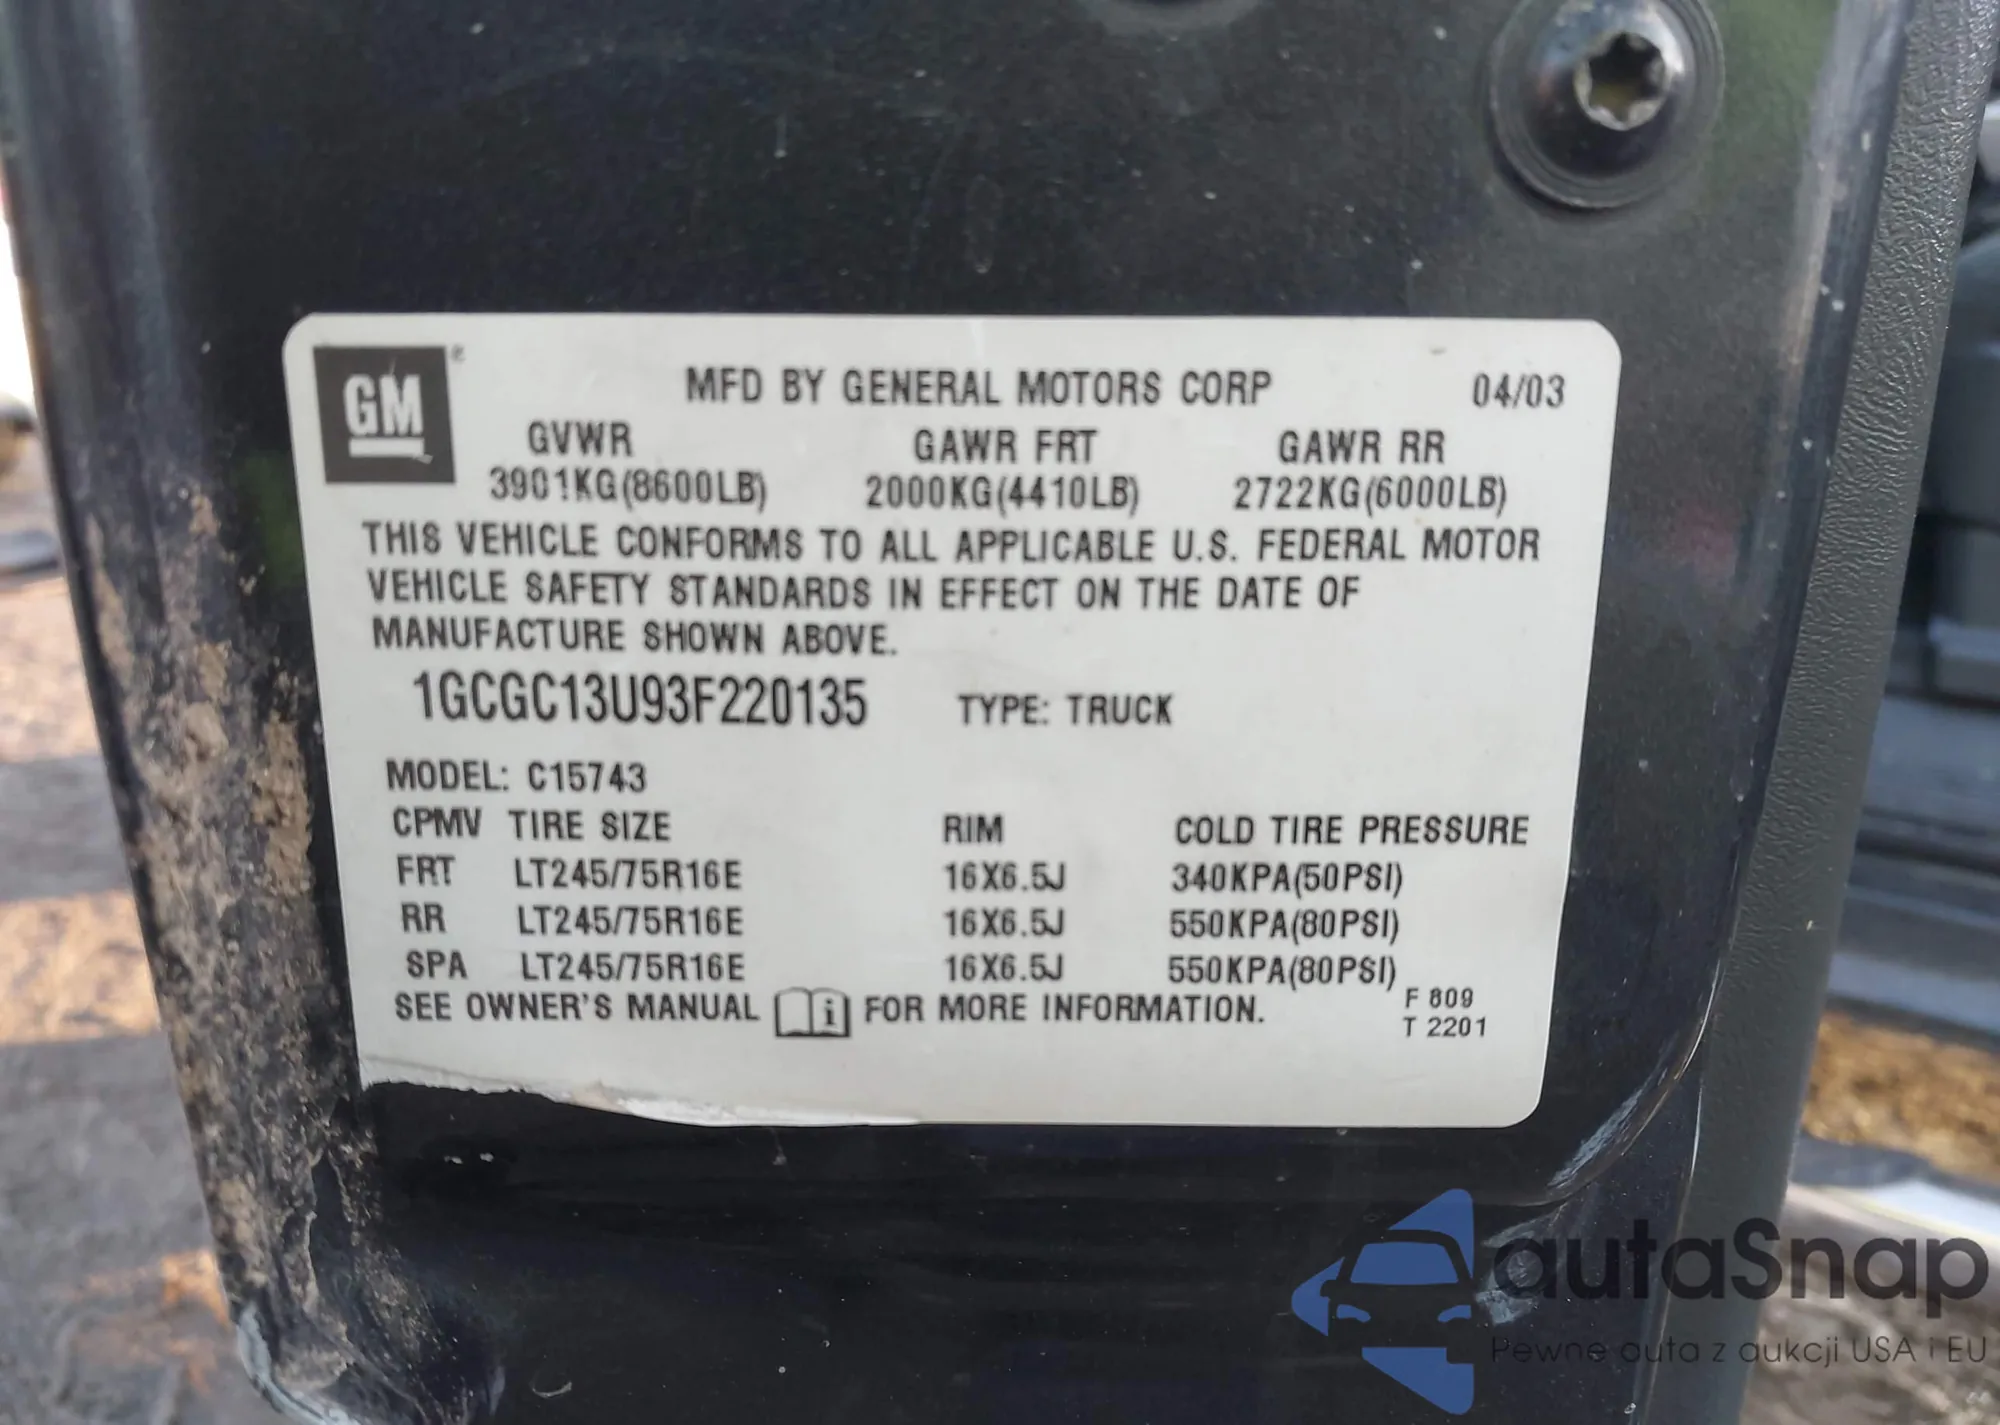 GM ®
MFD BY GENERAL MOTORS CORP 04/03
GVWR GAWR FRT GAWR RR
3901KG(8600LB) 2000KG(4410LB) 2722KG(6000LB)
THIS VEHICLE CONFORMS TO ALL APPLICABLE U.S. FEDERAL MOTOR
VEHICLE SAFETY STANDARDS IN EFFECT ON THE DATE OF
MANUFACTURE SHOWN ABOVE.
1GCGC13U93F220135 TYPE: TRUCK
MODEL: C15743
CPMV TIRE SIZE RIM COLD TIRE PRESSURE
FRT LT245/75R16E 16X6.5J 340KPA(50PSI)
RR LT245/75R16E 16X6.5J 550KPA(80PSI)
SPA LT245/75R16E 16X6.5J 550KPA(80PSI)
SEE OWNER'S MANUAL i FOR MORE INFORMATION.
F 809
T 2201
autaSnap
Pewne auta z aukcji USA i EU